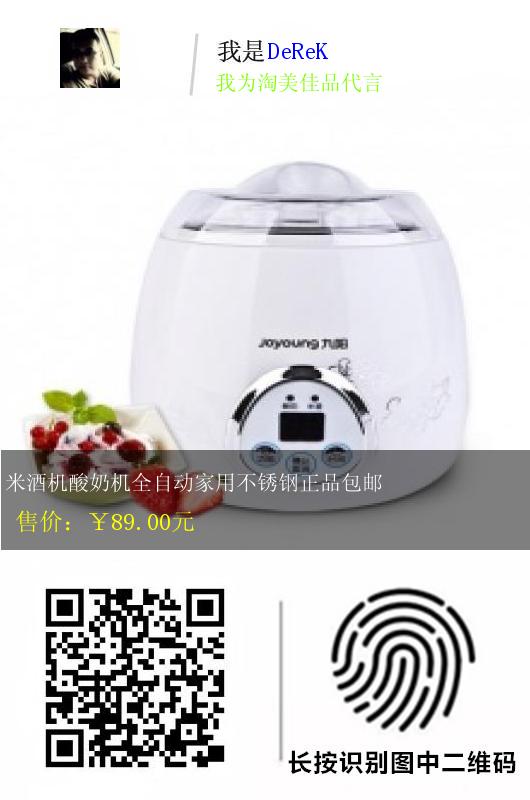 我是DeReK
我为淘美佳品代言
Joyoung 九阳
米酒机酸奶机全自动家用不锈钢正品包邮
售价：￥89.00元
长按识别图中二维码